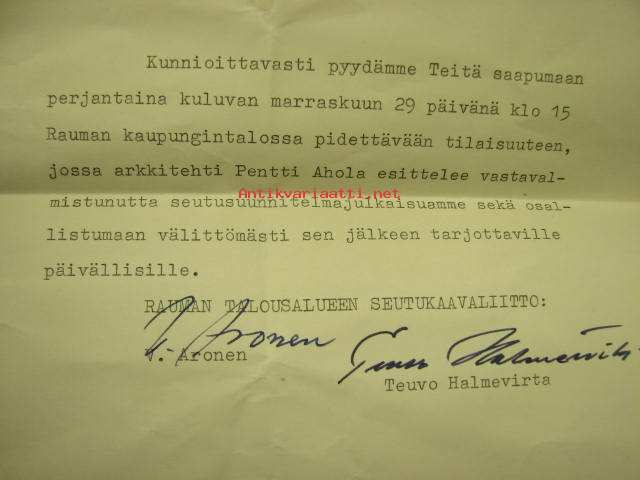 Kunnioittavasti pyydämme Teitä saapumaan
perjantaina kuluvan marraskuun 29 päivänä klo 15
Rauman kaupungintalossa pidettävään tilaisuuteen,
jossa arkkitehti Pentti Ahola esittelee vastaval-
Antikvariaatti.net
mistunutta seutusuunnitelmajulkaisuamme sekä osal-
listumaan välittömästi sen jälkeen tarjottaville
päivällisille.
RAUMAN TALOUSALUEEN SEUTUKAAVALIITTO:
V. Aronen
V. Aronen
Teuvo Halmevirta
Teuvo Halmevirta